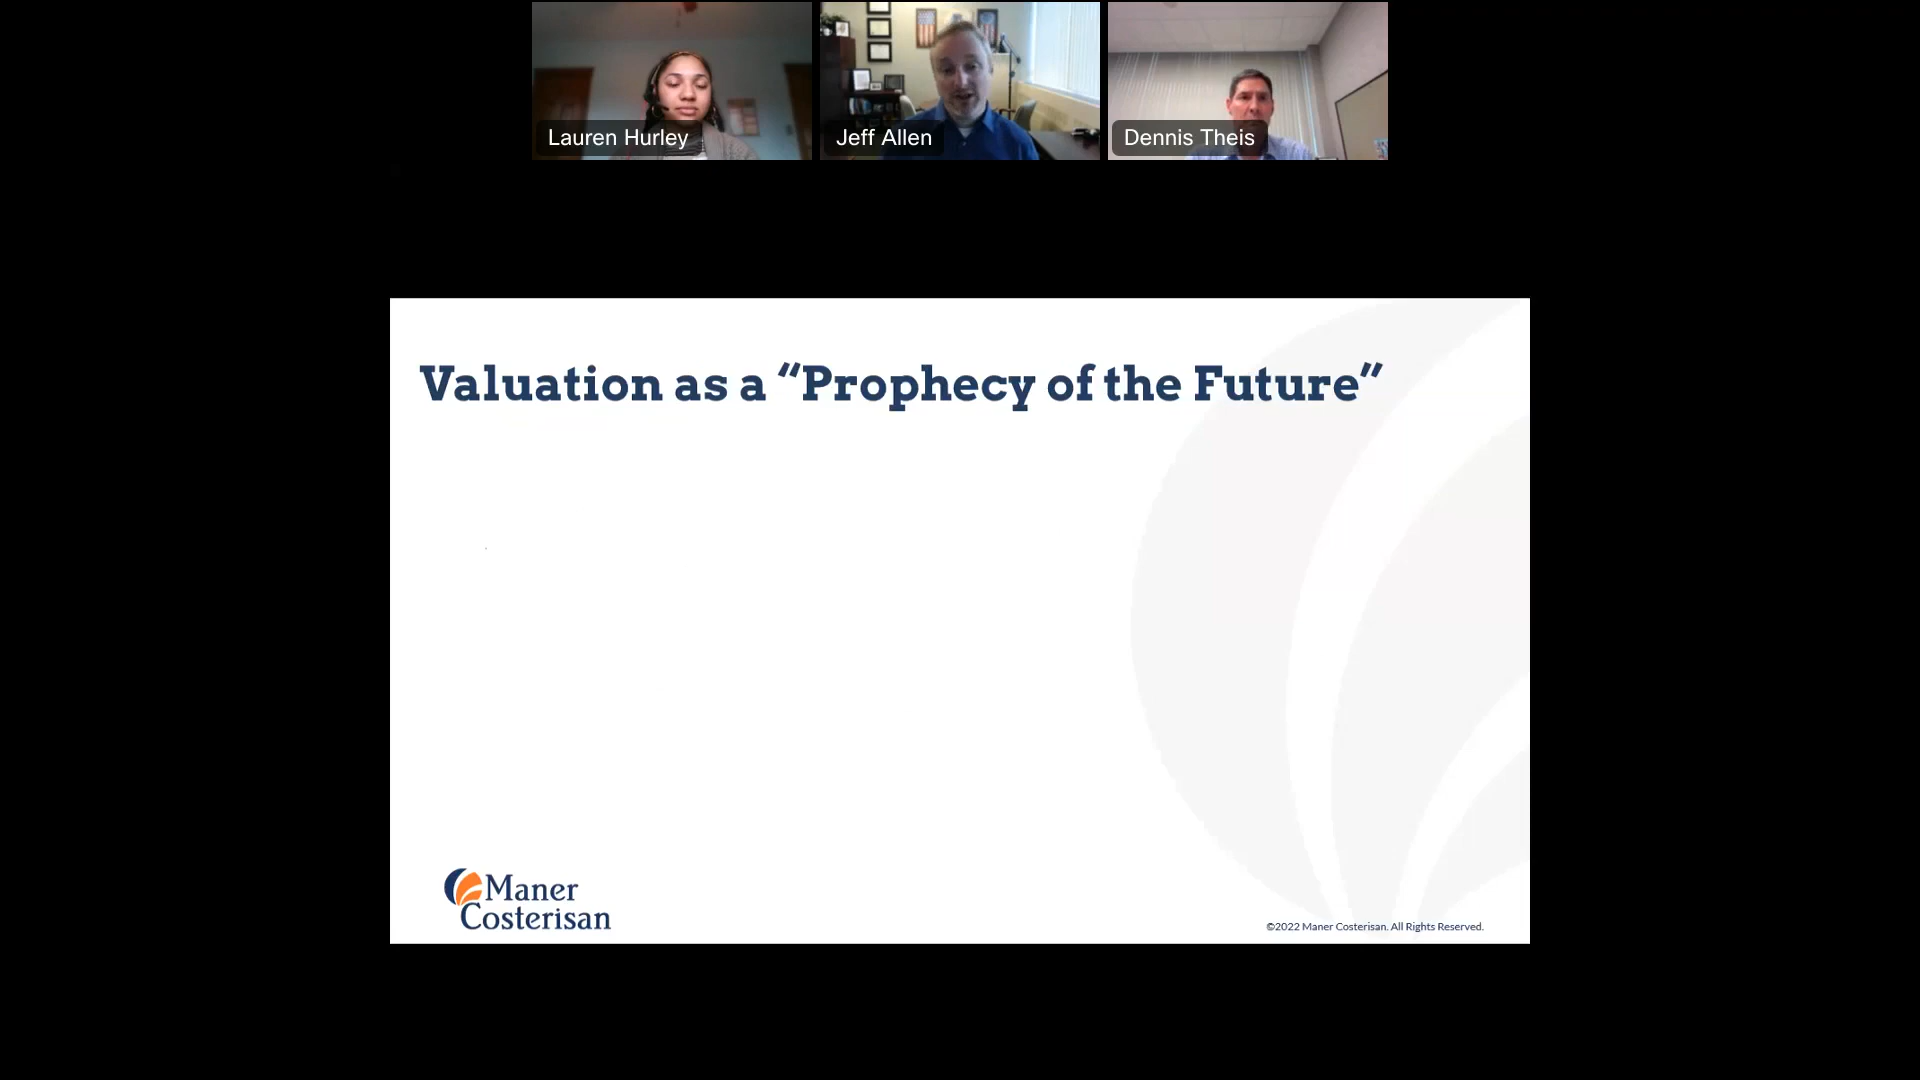 Lauren Hurley
Jeff Allen
Dennis Theis
Valuation as a “Prophecy of the Future”
Maner
Costerisan
©2022 Maner Costerisan. All Rights Reserved.